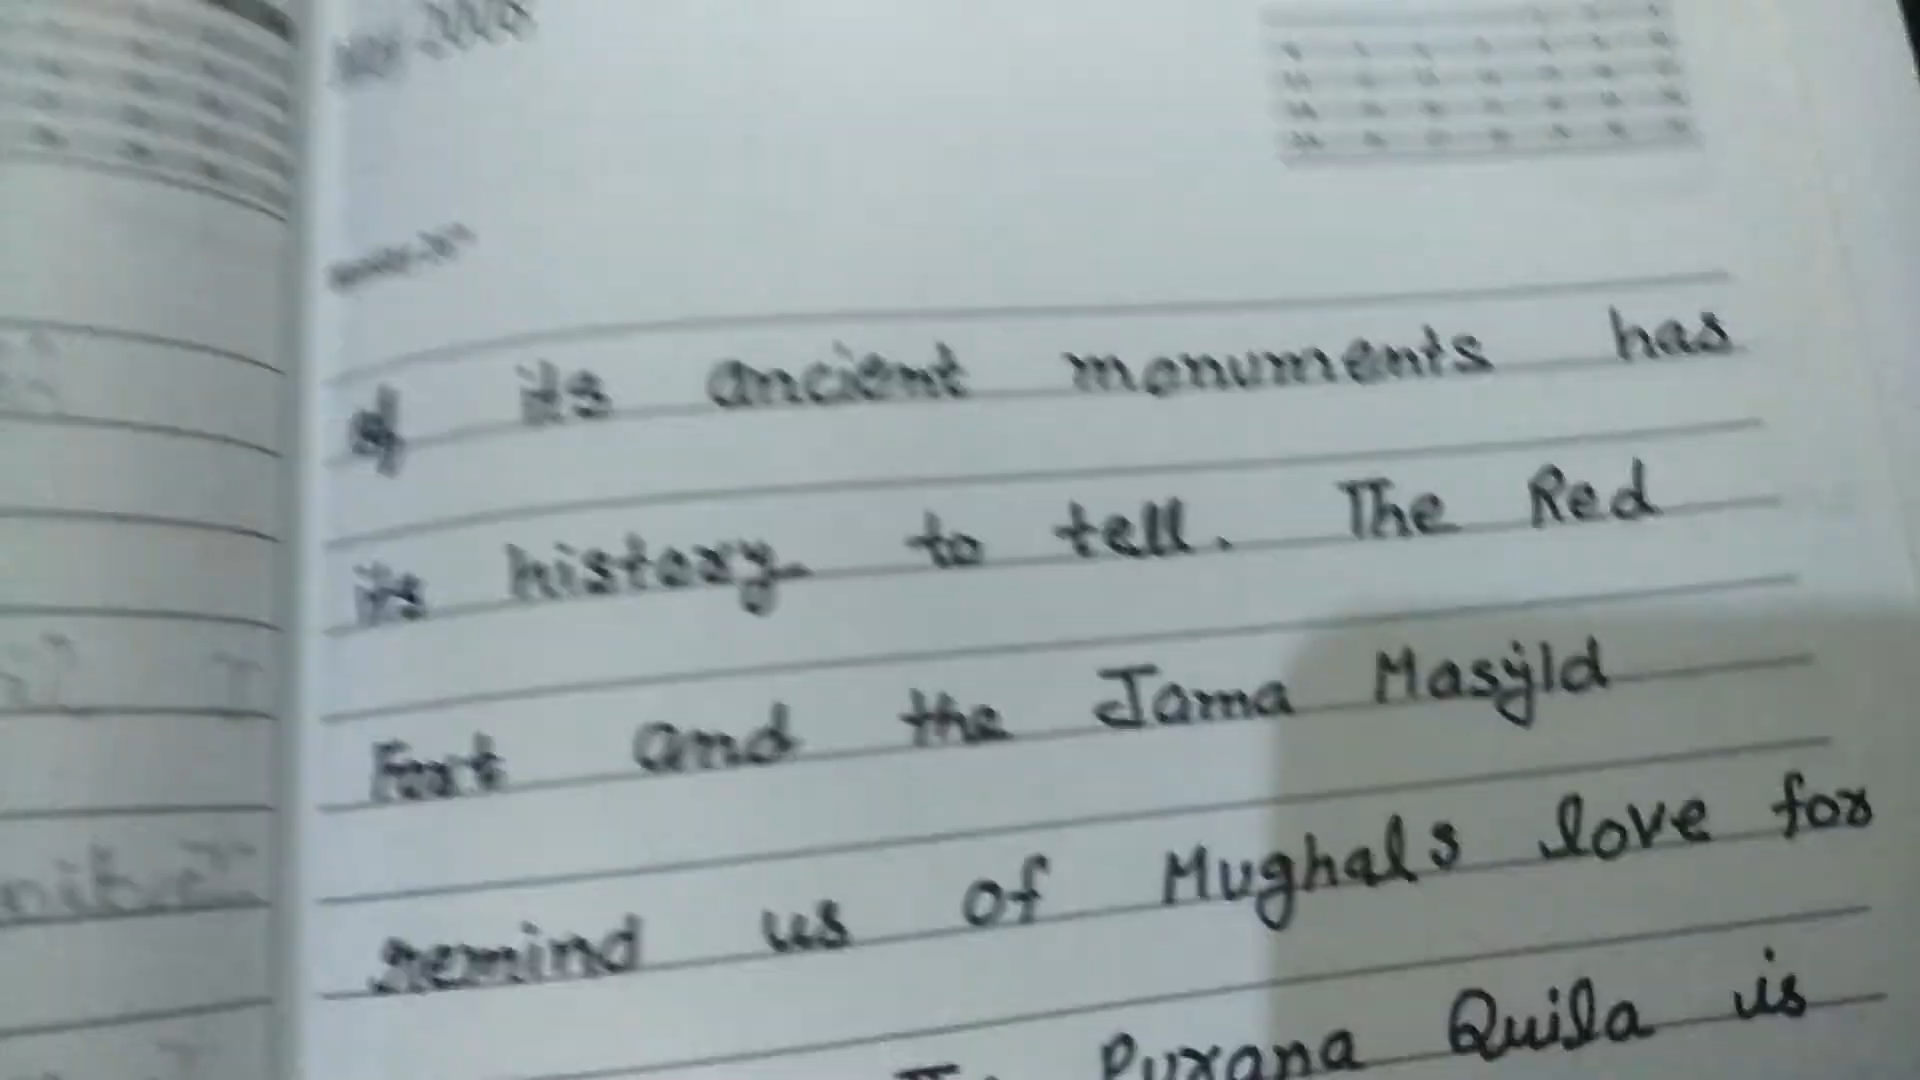 of its ancient monuments has
its history to tell. The Red
Fort and the Jama Masjid
remind us of Mughals love for
Purana Quila is